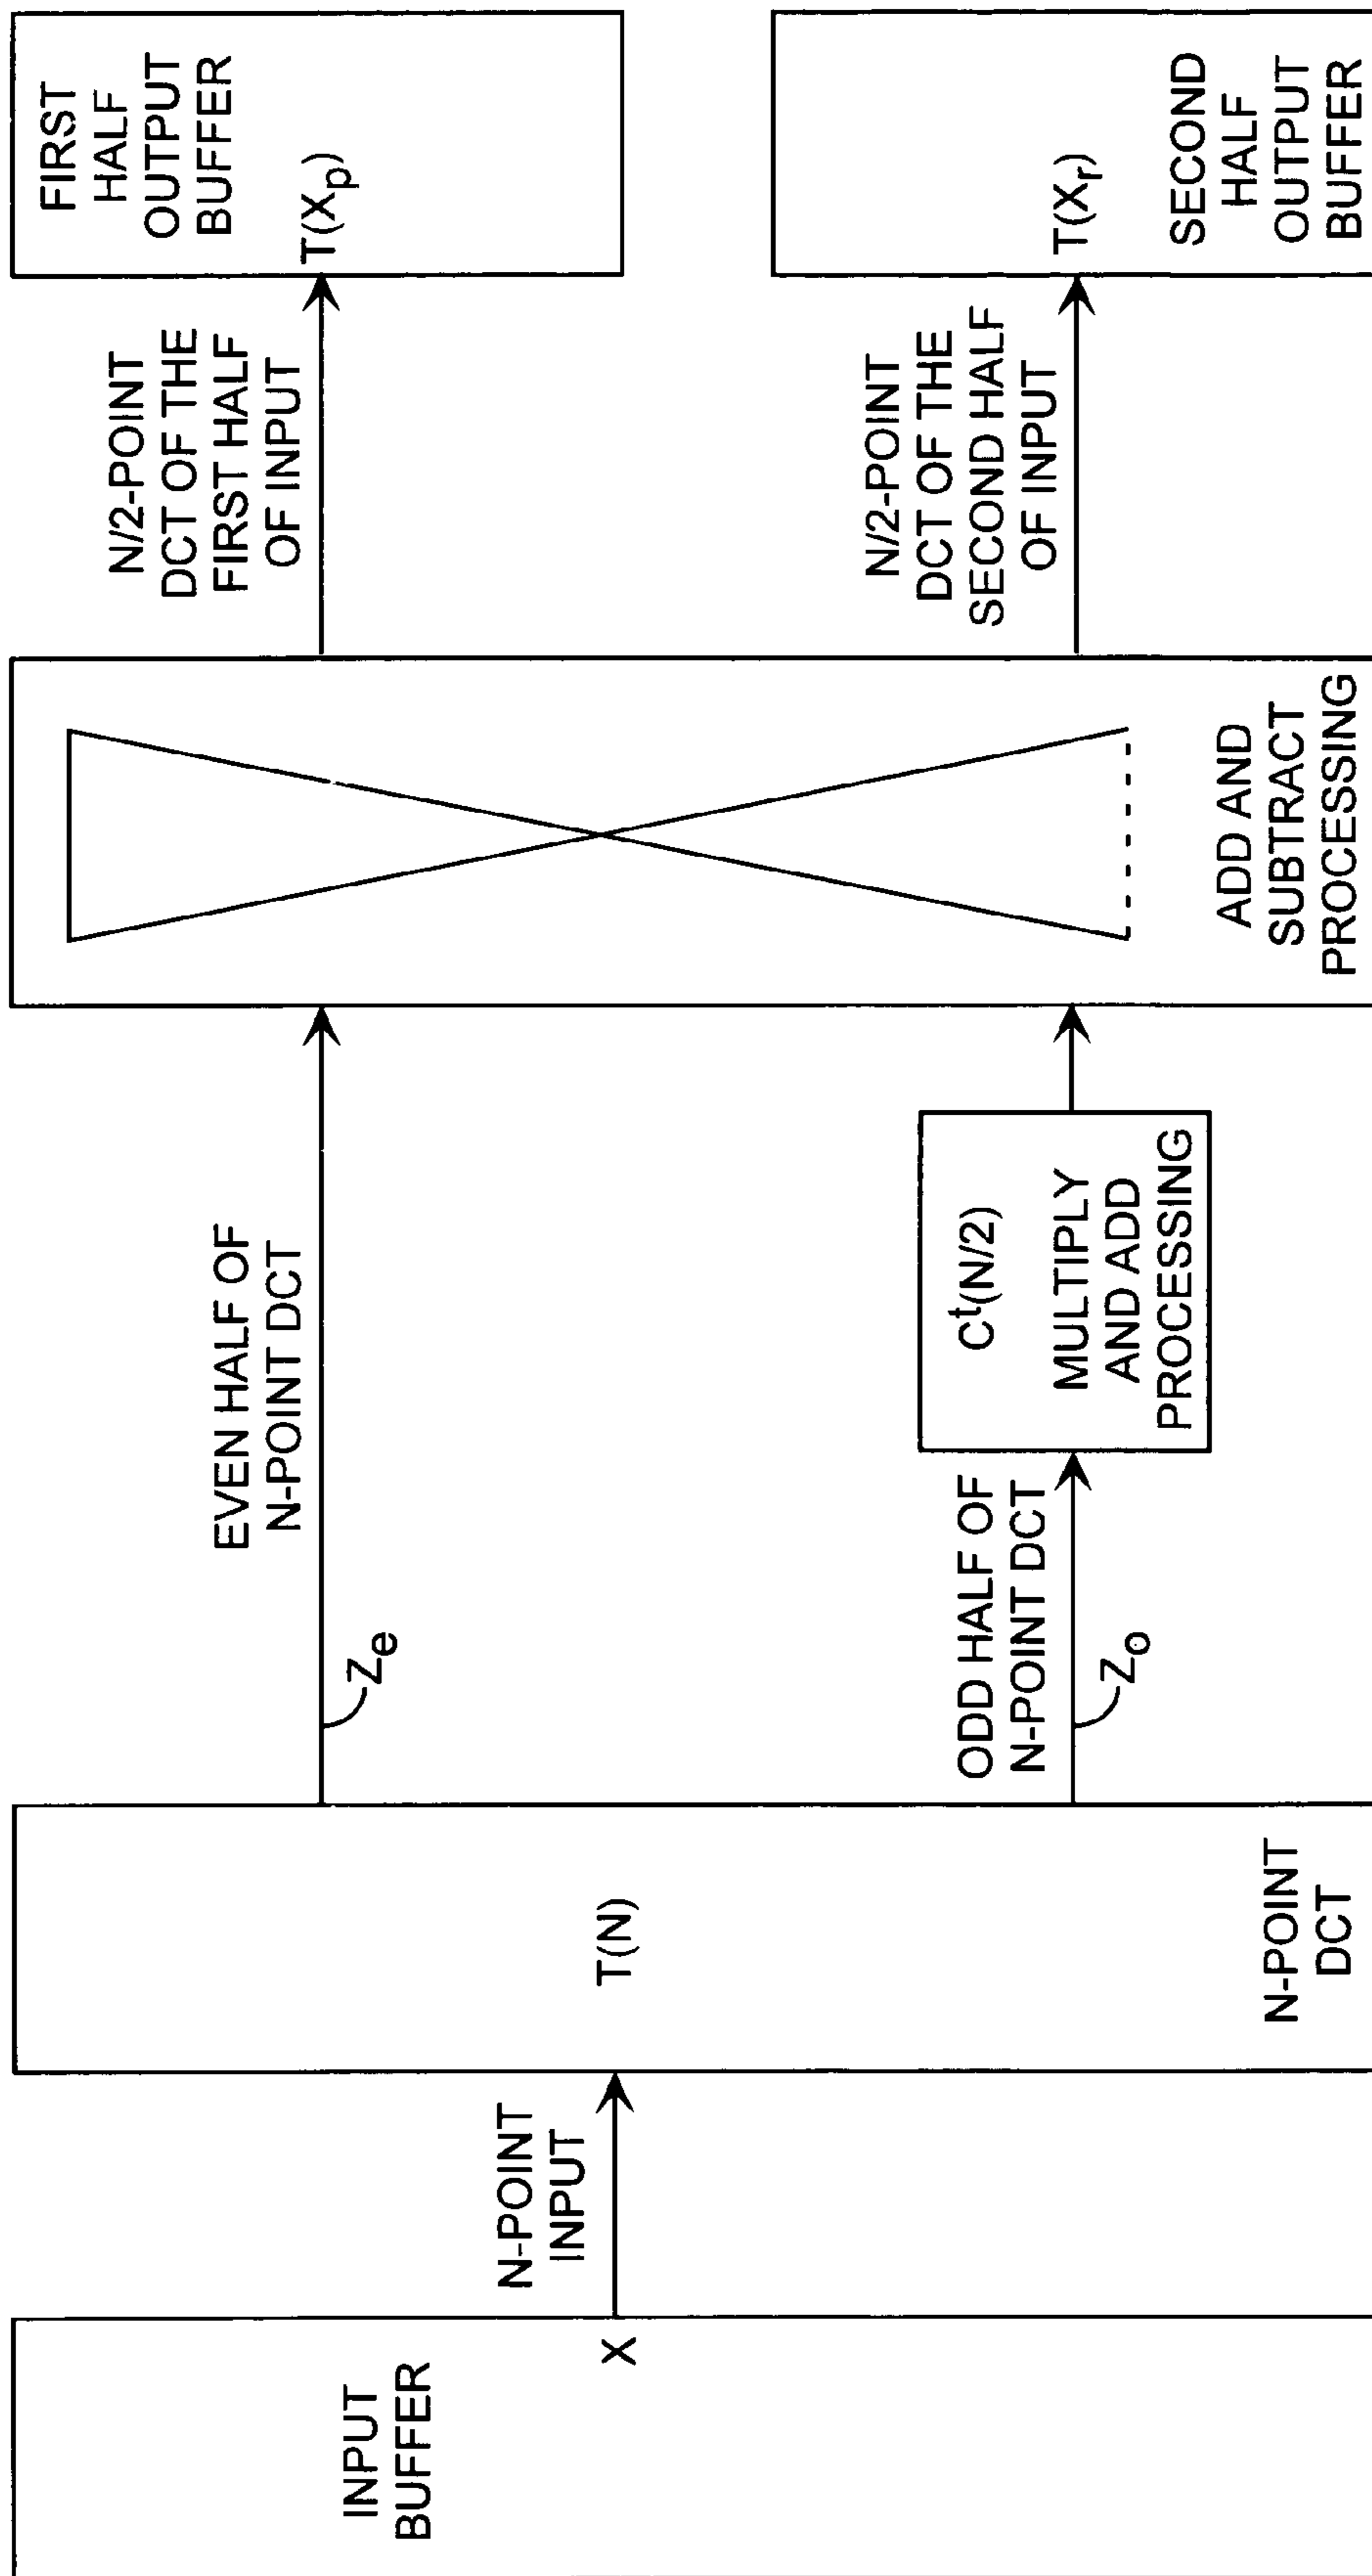 INPUT
BUFFER
X
N-POINT
INPUT
T(N)
N-POINT
DCT
EVEN HALF OF
N-POINT DCT
Ze
ODD HALF OF
N-POINT DCT
Zo
Ct(N/2)
MULTIPLY
AND ADD
PROCESSING
ADD AND
SUBTRACT
PROCESSING
N/2-POINT
DCT OF THE
FIRST HALF
OF INPUT
N/2-POINT
DCT OF THE
SECOND HALF
OF INPUT
FIRST
HALF
OUTPUT
BUFFER
T(Xp)
T(Xr)
SECOND
HALF
OUTPUT
BUFFER